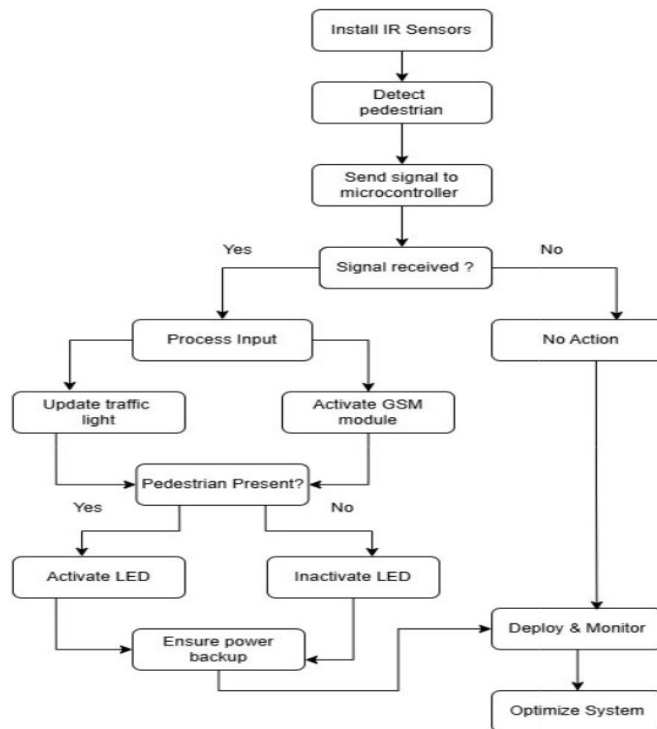 Install IR Sensors
Detect
pedestrian
Send signal to
microcontroller
Yes
No
Signal received ?
Process Input
No Action
Update traffic
light
Activate GSM
module
Pedestrian Present?
Yes
No
Activate LED
Inactivate LED
Ensure power
backup
Deploy & Monitor
Optimize System